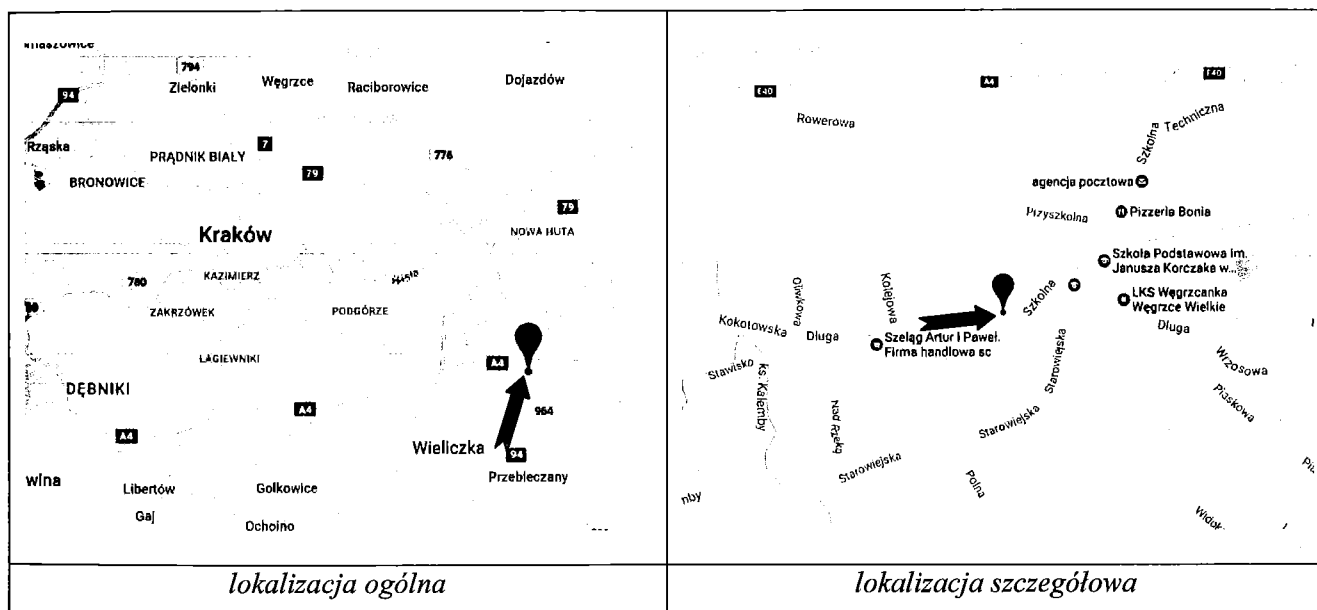 794
Zielonki
Węgrzce
Raciborowice
Dojazdów
94
Rząska
PRĄDNIK BIAŁY
7
776
BRONOWICE
79
79
Kraków
NOWA HUTA
KAZIMIERZ
780
Wisła
ZAKRZÓWEK
PODGÓRZE
ŁAGIEWNIKI
A4
DĘBNIKI
A4
964
A4
Wieliczka
94
Przebieczany
wina
Libertów
Golkowice
Gaj
Ochojno
lokalizacja ogólna
E40
A4
E40
Rowerowa
Techniczna
Szkolna
agencja pocztowa
Przyszkolna
Pizzeria Bonia
Szkoła Podstawowa im.
Janusza Korczaka w...
Oliwkowa
Kolejowa
Szkolna
LKS Węgrzcanka
Węgrzce Wielkie
Kokotowska
Długa
Szeląg Artur i Paweł.
Firma handlowa sc
Długa
Stawisko
ks. Kalemby
Starowiejska
Wrzosowa
Piaskowa
Nad Rzeką
Starowiejska
Starowiejska
Polna
nby
Widok
lokalizacja szczegółowa